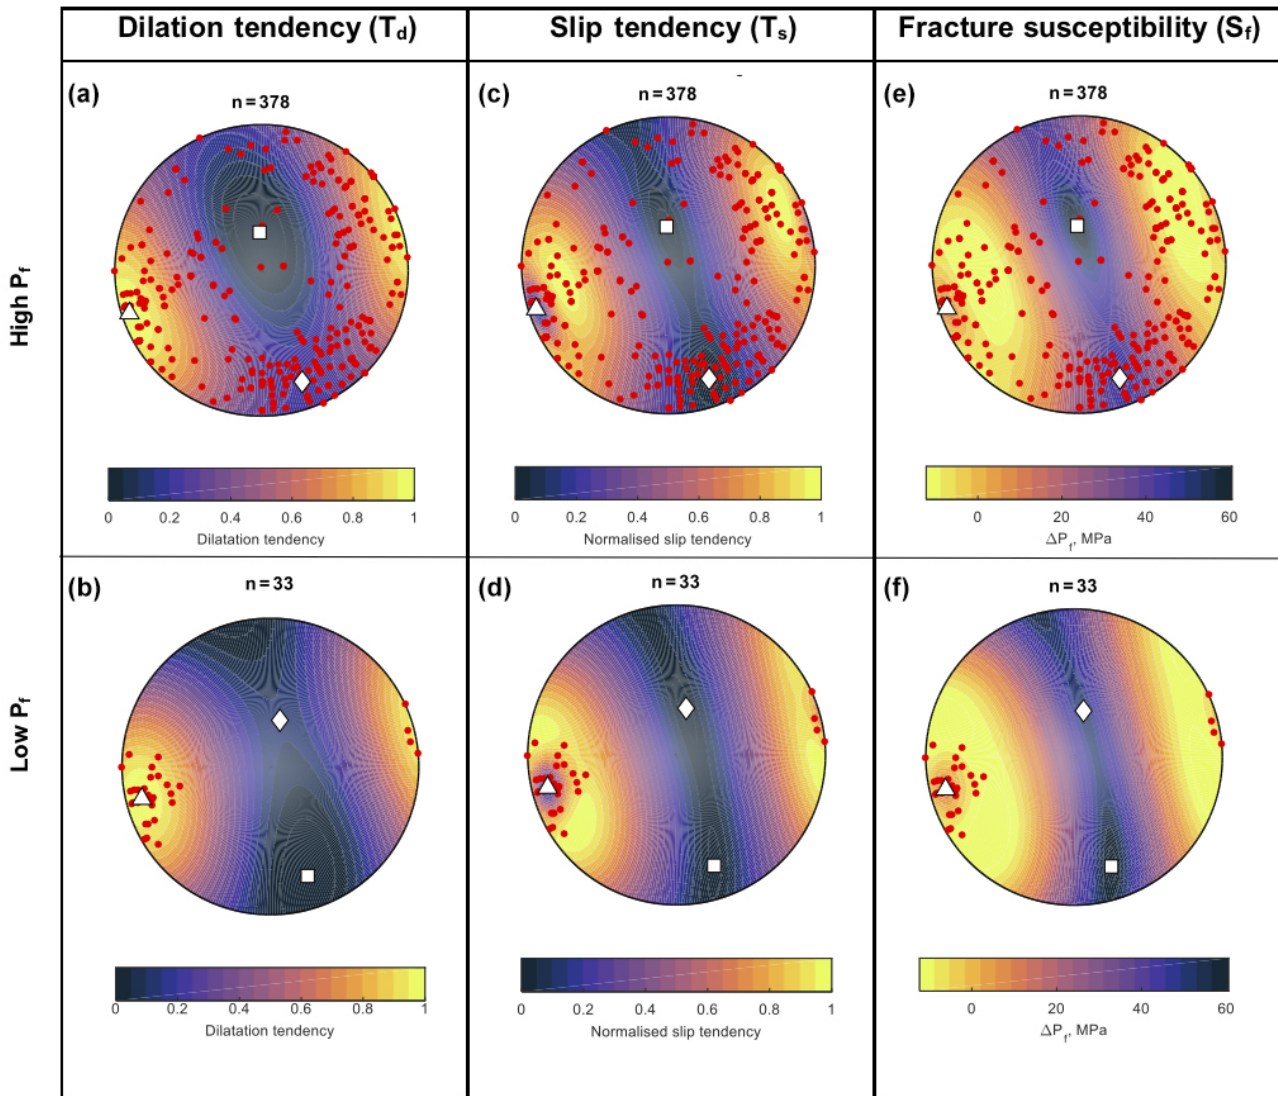 Dilation tendency (Td)
Slip tendency (Ts)
Fracture susceptibility (Sf)
High Pf
(a)
n = 378
(c)
n = 378
(e)
n = 378
0 0.2 0.4 0.6 0.8 1
Dilatation tendency
0 0.2 0.4 0.6 0.8 1
Normalised slip tendency
0 20 40 60
ΔPf, MPa
Low Pf
(b)
n = 33
(d)
n = 33
(f)
n = 33
0 0.2 0.4 0.6 0.8 1
Dilatation tendency
0 0.2 0.4 0.6 0.8 1
Normalised slip tendency
0 20 40 60
ΔPf, MPa